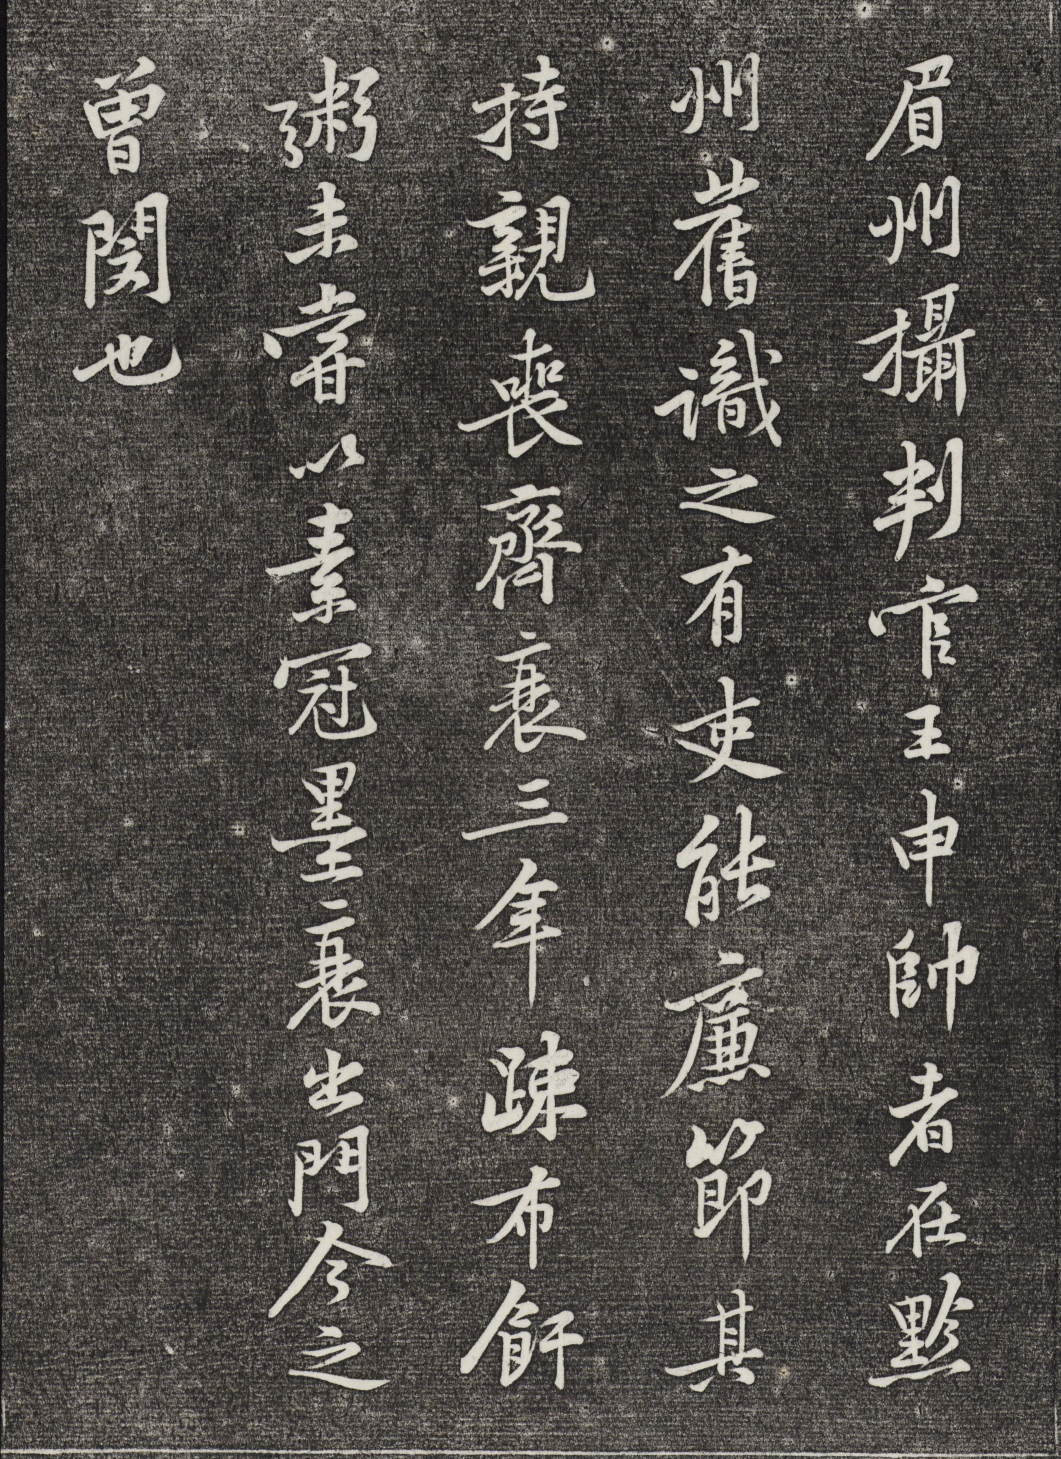 眉州攝判官王申帥者在黔
州舊識之有吏能廉節其
持親喪齊衰三年疎布飦
粥未嘗以素冠墨衰出門今之
曾閔也